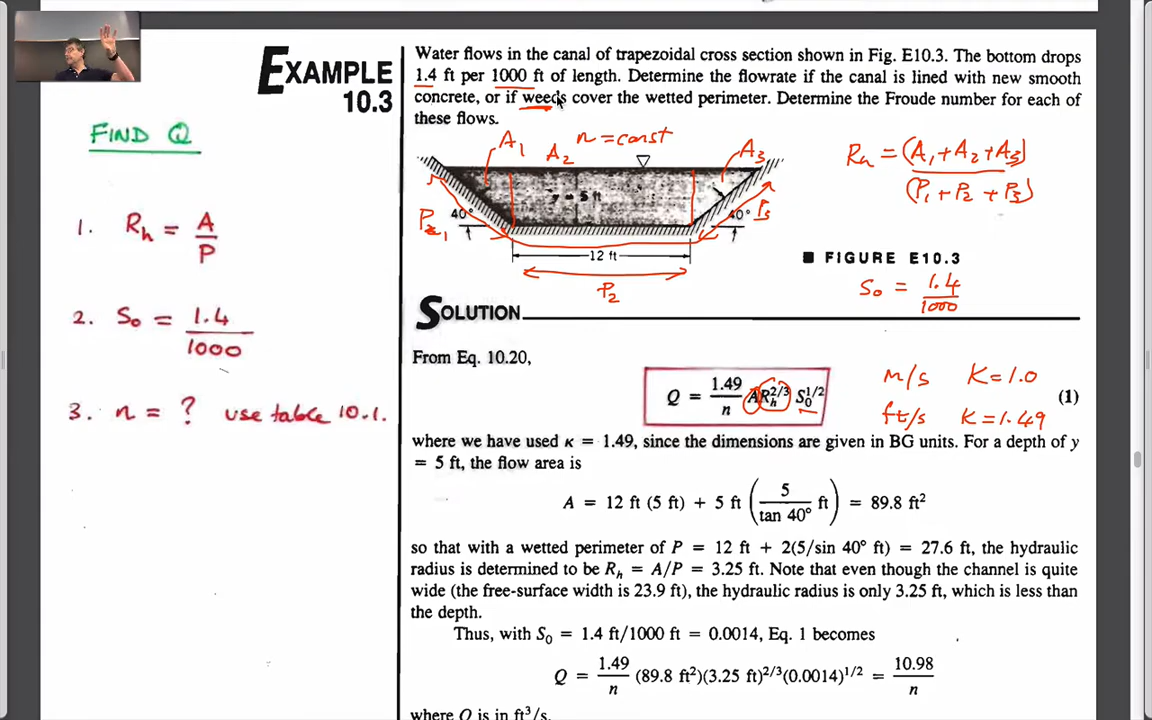 EXAMPLE
10.3
FIND Q
1. Rh = A
P
2. S₀ = 1.4
1000
3. n = ? use table 10.1.
Water flows in the canal of trapezoidal cross section shown in Fig. E10.3. The bottom drops
1.4 ft per 1000 ft of length. Determine the flowrate if the canal is lined with new smooth
concrete, or if weeds cover the wetted perimeter. Determine the Froude number for each of
these flows.
A₁ A₂ n = const A₃
Rh = (A₁ + A₂ + A₃)
(P₁ + P₂ + P₃)
y = 5 ft
P₁ 40° 40° P₃
12 ft
P₂
■ FIGURE E10.3
S₀ = 1.4
1000
SOLUTION
From Eq. 10.20,
Q = 1.49/n A Rh^2/3 S₀^1/2 (1)
m/s K = 1.0
ft/s K = 1.49
where we have used κ = 1.49, since the dimensions are given in BG units. For a depth of y
= 5 ft, the flow area is
A = 12 ft (5 ft) + 5 ft (5/tan 40° ft) = 89.8 ft²
so that with a wetted perimeter of P = 12 ft + 2(5/sin 40° ft) = 27.6 ft, the hydraulic
radius is determined to be Rh = A/P = 3.25 ft. Note that even though the channel is quite
wide (the free-surface width is 23.9 ft), the hydraulic radius is only 3.25 ft, which is less than
the depth.
Thus, with S₀ = 1.4 ft/1000 ft = 0.0014, Eq. 1 becomes
Q = 1.49/n (89.8 ft²)(3.25 ft)^2/3(0.0014)^1/2 = 10.98/n
where Q is in ft³/s.